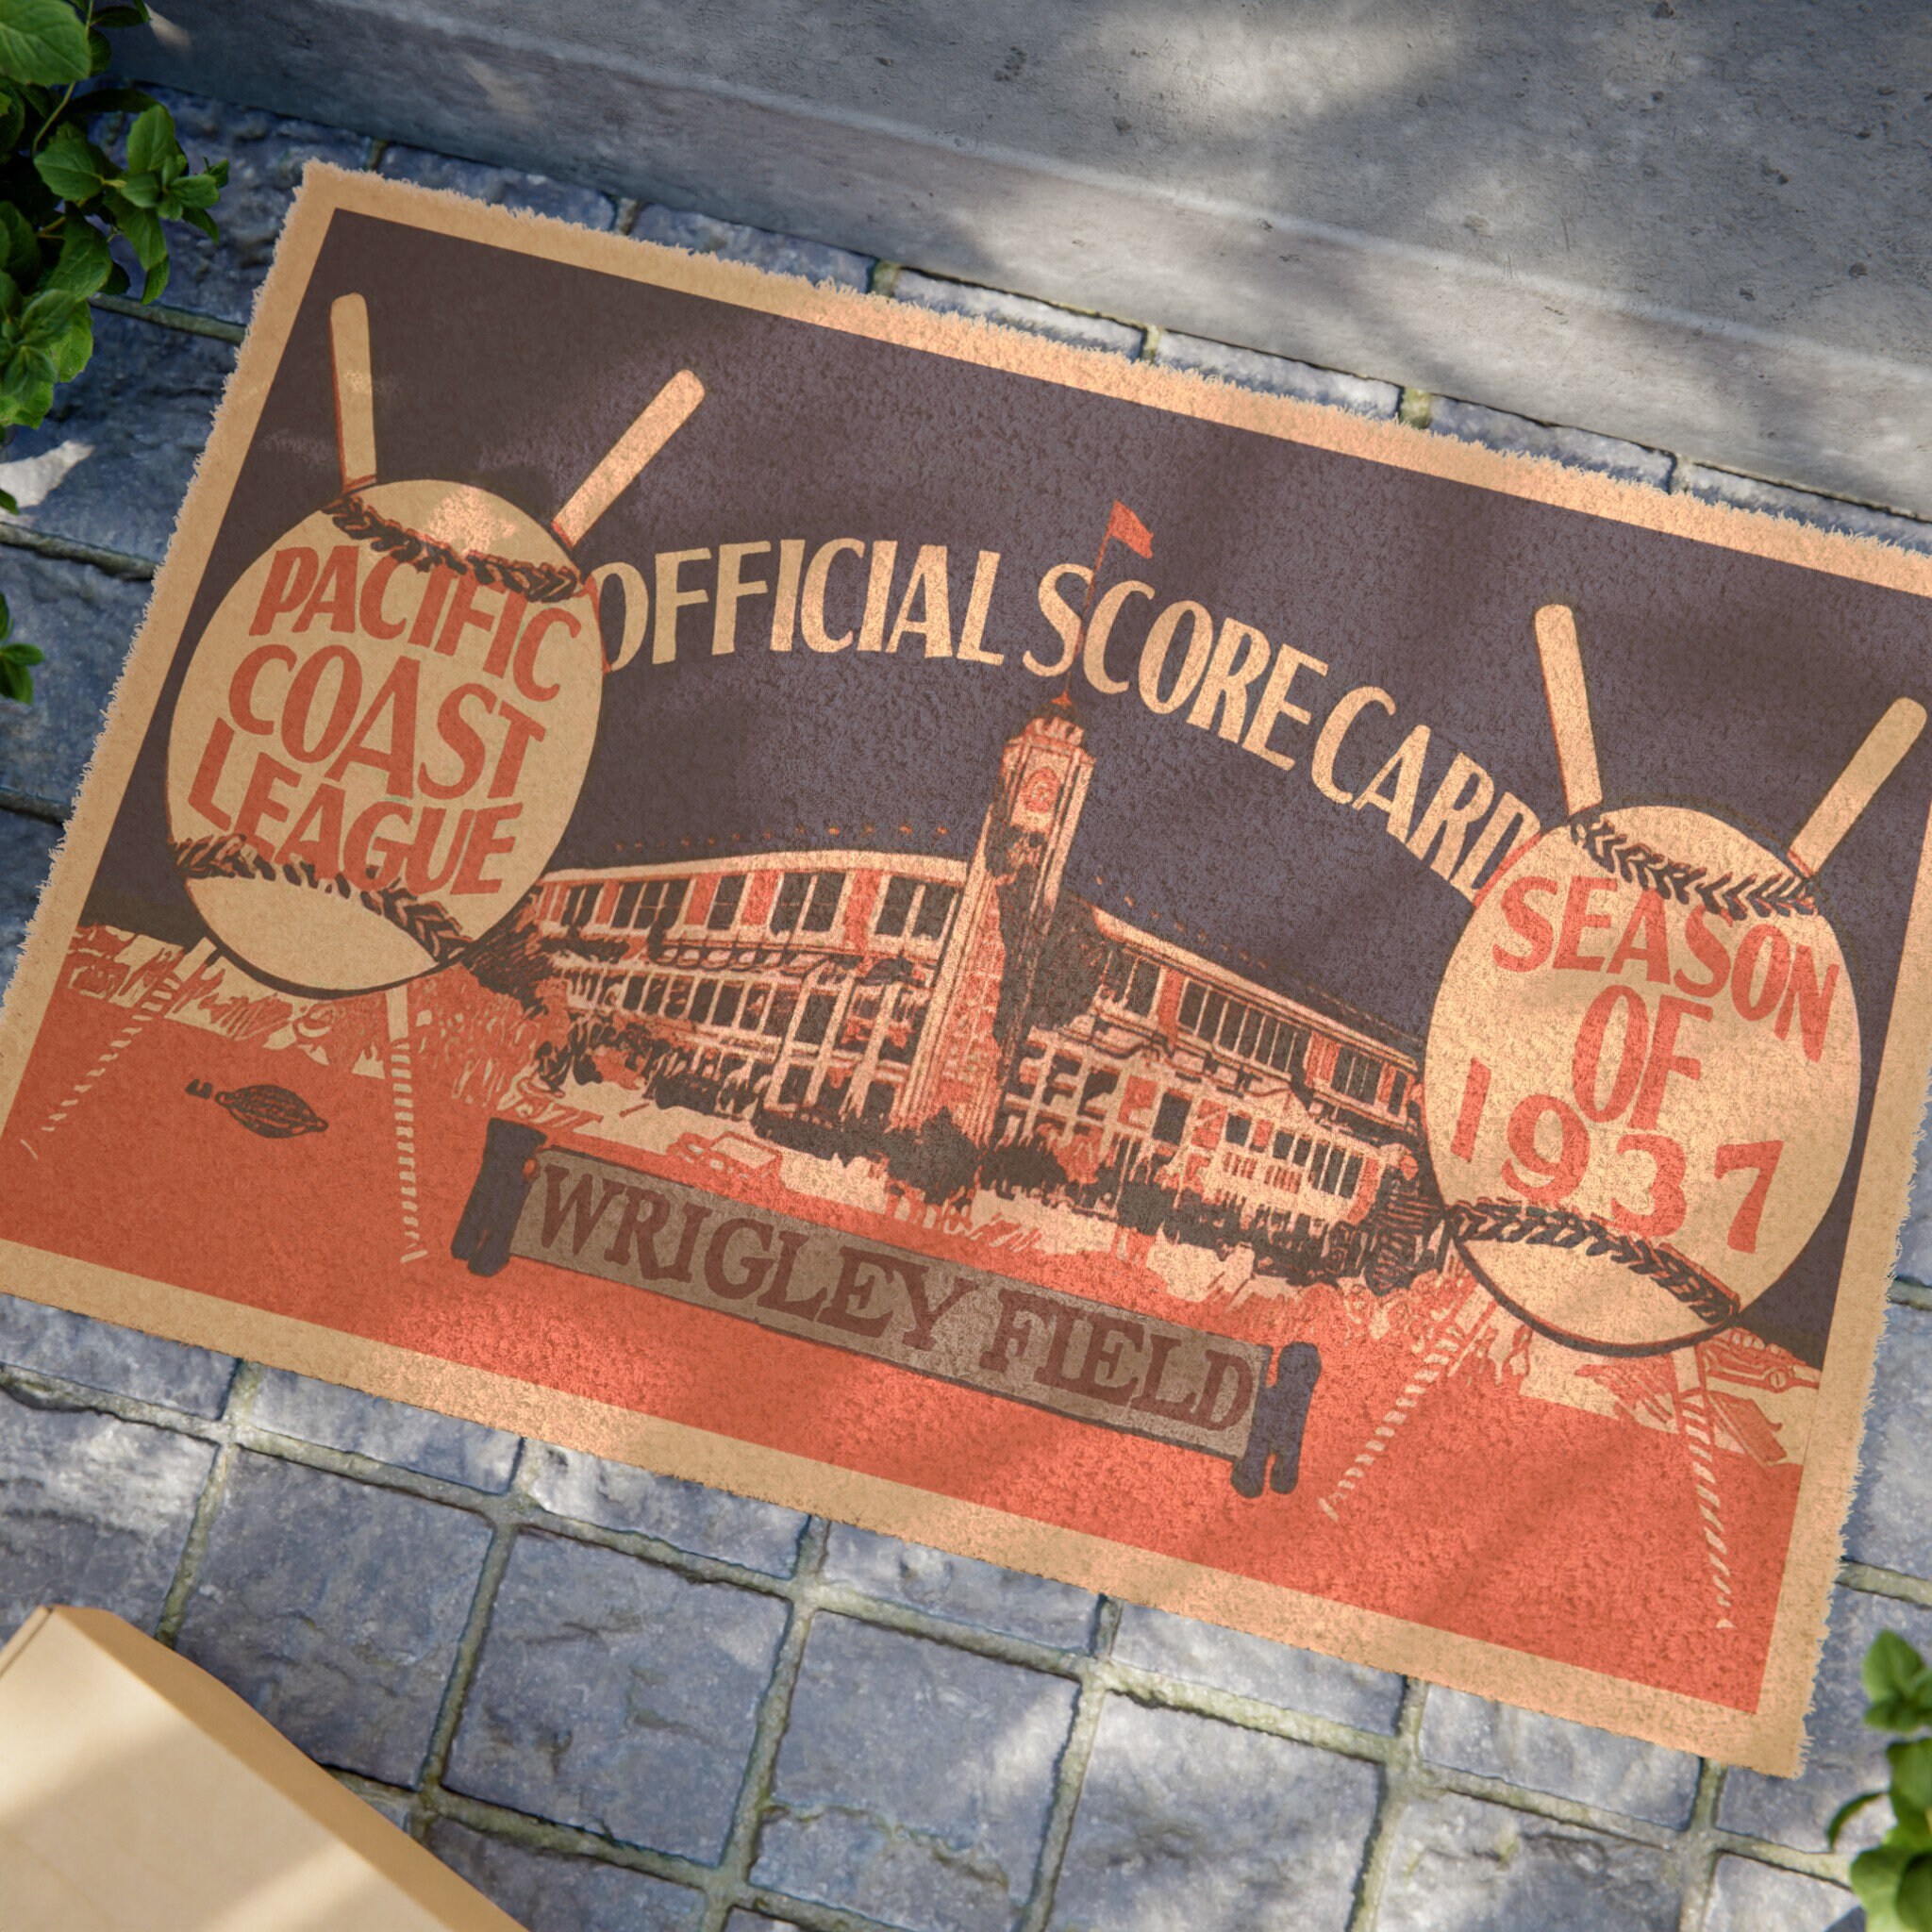 OFFICIAL SCORE CARD
PACIFIC
COAST
LEAGUE
SEASON
OF
1937
WRIGLEY FIELD